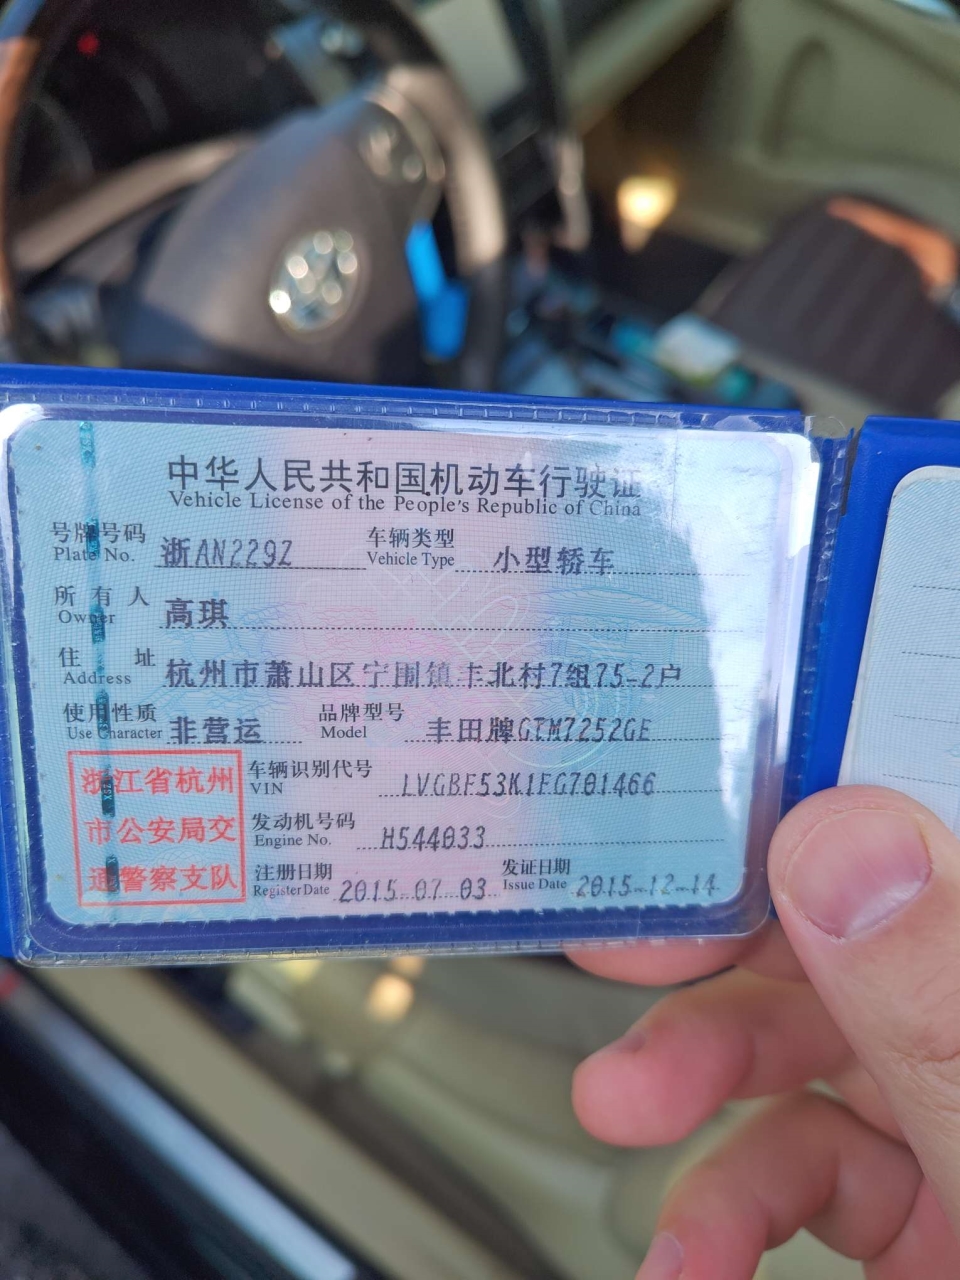 中华人民共和国机动车行驶证
Vehicle License of the People's Republic of China
号牌号码 浙AN229Z 车辆类型 小型轿车
Plate No. Vehicle Type
所有人 高琪
Owner
住址 杭州市萧山区宁围镇丰北村7组75-2户
Address
使用性质 非营运 品牌型号 丰田牌GTM7252GE
Use Character Model
浙江省杭州
市公安局交
通警察支队
车辆识别代号 LVGBF53K1FG701466
VIN
发动机号码 H544033
Engine No.
注册日期 2015-07-03 发证日期 2015-12-14
Register Date Issue Date